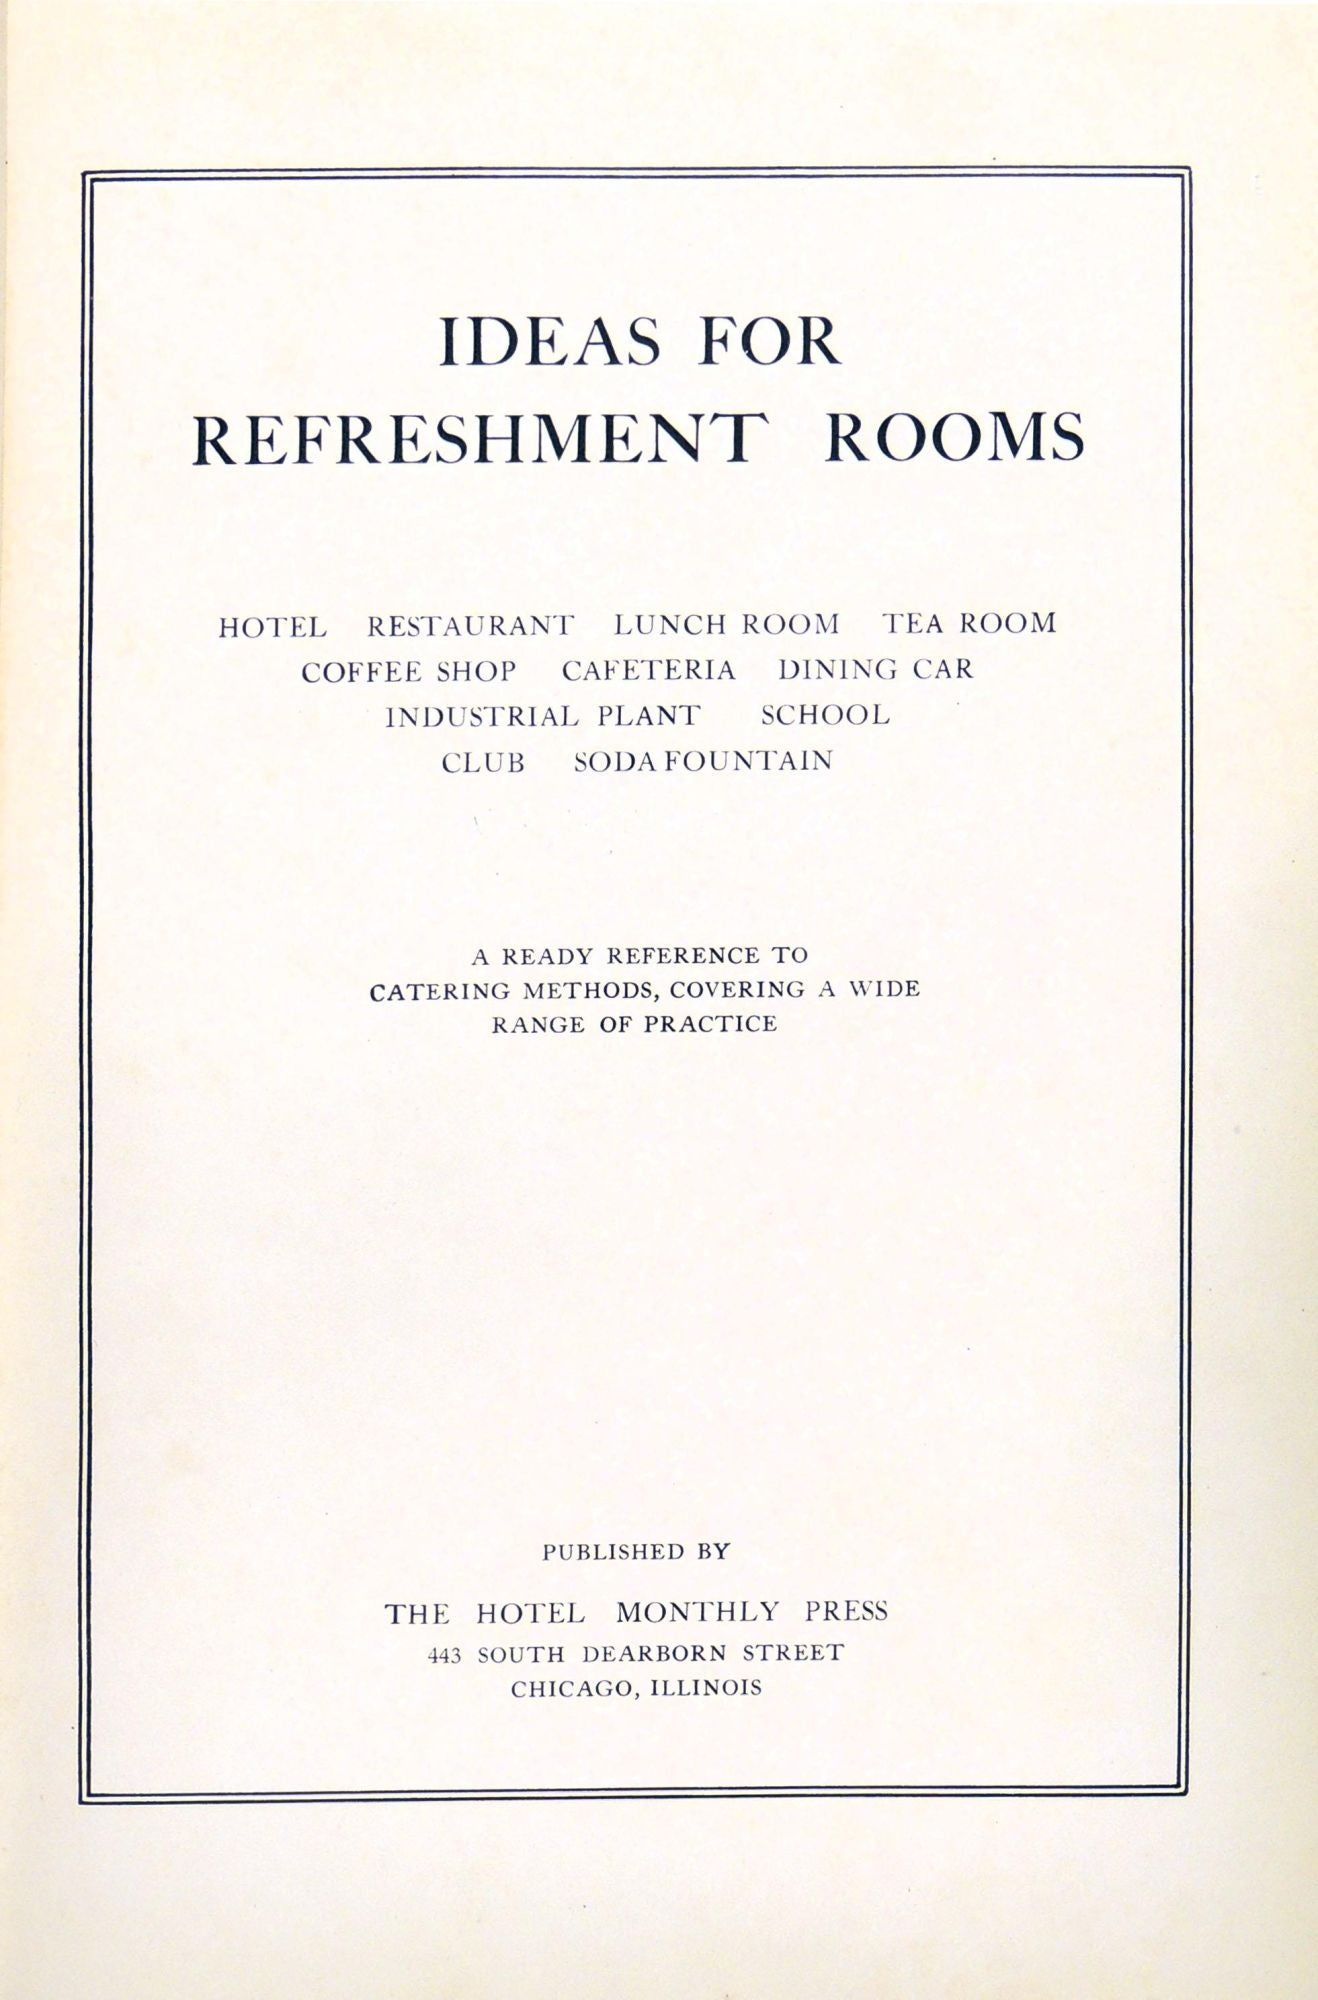 IDEAS FOR
REFRESHMENT ROOMS
HOTEL RESTAURANT LUNCH ROOM TEA ROOM
COFFEE SHOP CAFETERIA DINING CAR
INDUSTRIAL PLANT SCHOOL
CLUB SODA FOUNTAIN
A READY REFERENCE TO
CATERING METHODS, COVERING A WIDE
RANGE OF PRACTICE
PUBLISHED BY
THE HOTEL MONTHLY PRESS
443 SOUTH DEARBORN STREET
CHICAGO, ILLINOIS